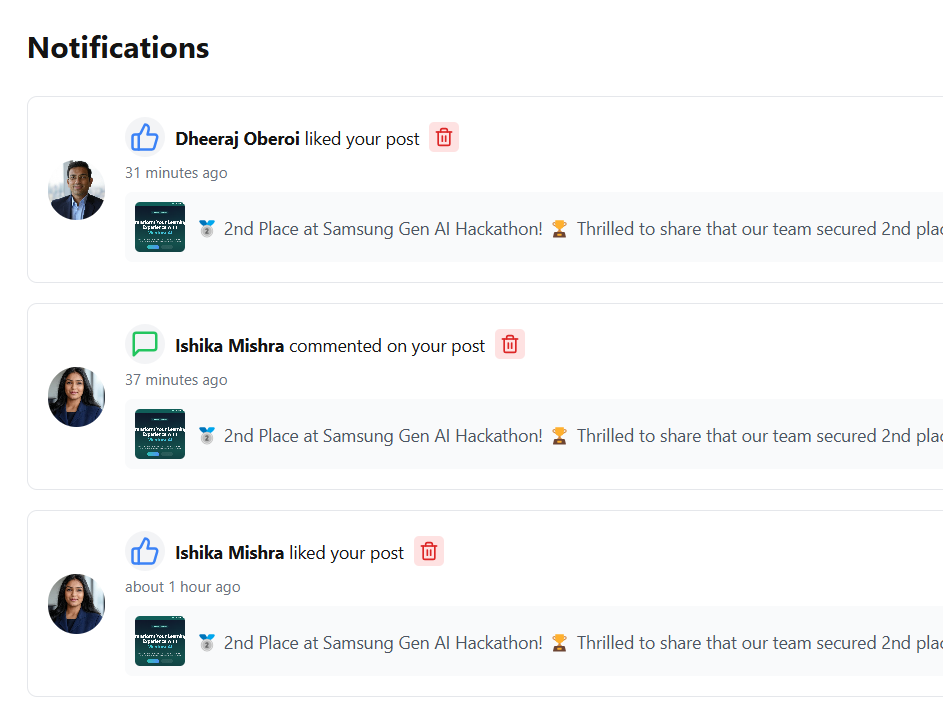 Notifications
Dheeraj Oberoi liked your post
31 minutes ago
🥈 2nd Place at Samsung Gen AI Hackathon! 🏆 Thrilled to share that our team secured 2nd plac
Ishika Mishra commented on your post
37 minutes ago
🥈 2nd Place at Samsung Gen AI Hackathon! 🏆 Thrilled to share that our team secured 2nd plac
Ishika Mishra liked your post
about 1 hour ago
🥈 2nd Place at Samsung Gen AI Hackathon! 🏆 Thrilled to share that our team secured 2nd plac